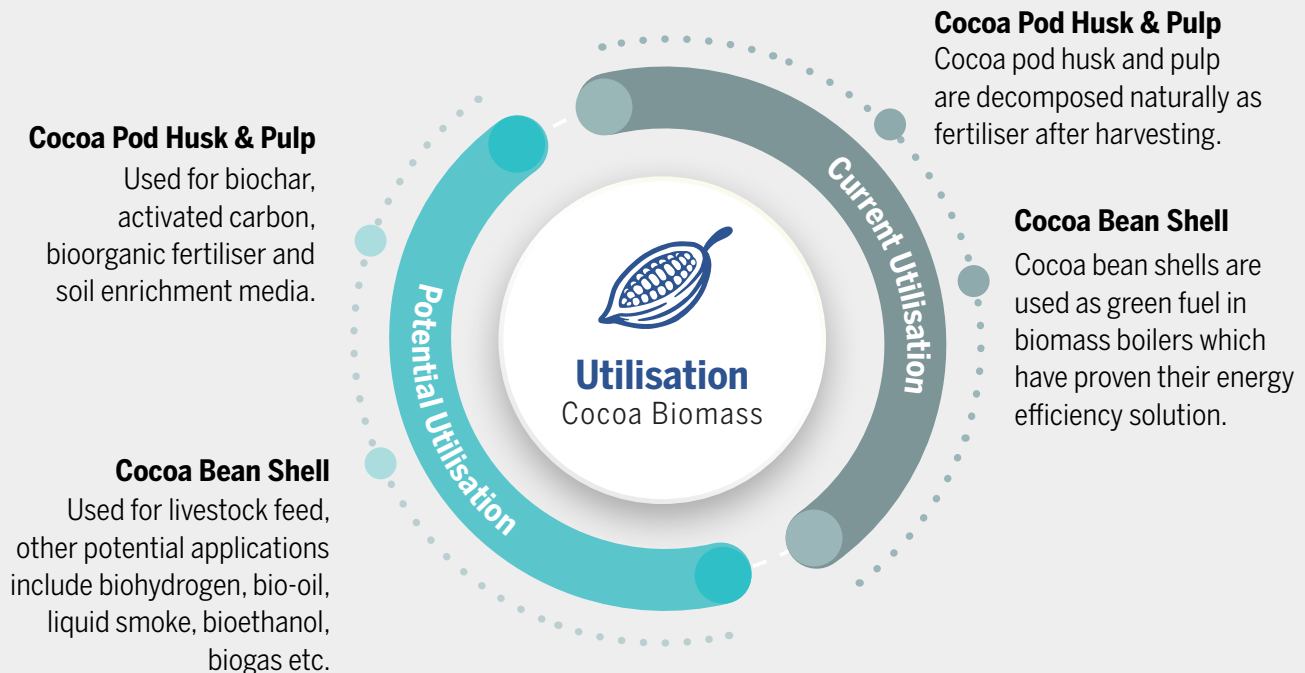 Cocoa Pod Husk & Pulp
Used for biochar,
activated carbon,
bioorganic fertiliser and
soil enrichment media.
Cocoa Bean Shell
Used for livestock feed,
other potential applications
include biohydrogen, bio-oil,
liquid smoke, bioethanol,
biogas etc.
Potential Utilisation
Utilisation
Cocoa Biomass
Current Utilisation
Cocoa Pod Husk & Pulp
Cocoa pod husk and pulp
are decomposed naturally as
fertiliser after harvesting.
Cocoa Bean Shell
Cocoa bean shells are
used as green fuel in
biomass boilers which
have proven their energy
efficiency solution.